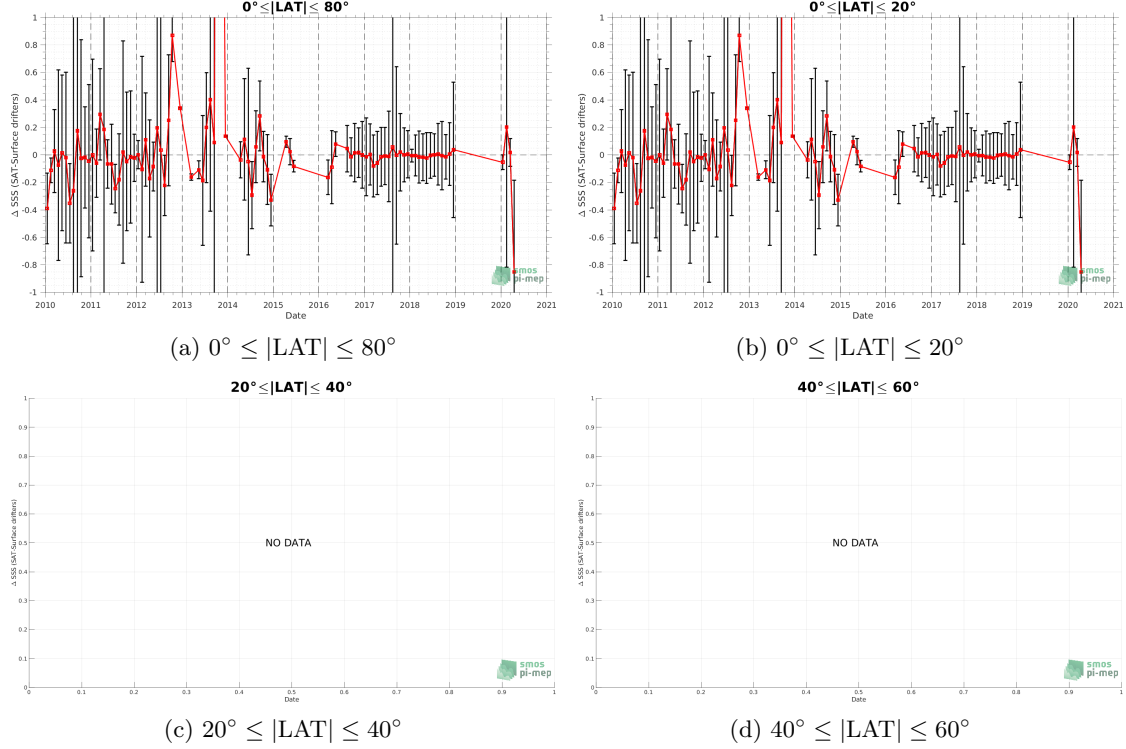 0°≤|LAT|≤ 80°
Δ SSS (SAT-Surface drifters)
1
0.8
0.6
0.4
0.2
0
-0.2
-0.4
-0.6
-0.8
-1
2010 2011 2012 2013 2014 2015 2016 2017 2018 2019 2020 2021
Date
smos
pi-mep
(a) 0° ≤ |LAT| ≤ 80°
0°≤|LAT|≤ 20°
Δ SSS (SAT-Surface drifters)
1
0.8
0.6
0.4
0.2
0
-0.2
-0.4
-0.6
-0.8
-1
2010 2011 2012 2013 2014 2015 2016 2017 2018 2019 2020 2021
Date
smos
pi-mep
(b) 0° ≤ |LAT| ≤ 20°
20°≤|LAT|≤ 40°
Δ SSS (SAT-Surface drifters)
1
0.9
0.8
0.7
0.6
0.5
0.4
0.3
0.2
0.1
0
NO DATA
0 0.1 0.2 0.3 0.4 0.5 0.6 0.7 0.8 0.9 1
Date
smos
pi-mep
(c) 20° ≤ |LAT| ≤ 40°
40°≤|LAT|≤ 60°
Δ SSS (SAT-Surface drifters)
1
0.9
0.8
0.7
0.6
0.5
0.4
0.3
0.2
0.1
0
NO DATA
0 0.1 0.2 0.3 0.4 0.5 0.6 0.7 0.8 0.9 1
Date
smos
pi-mep
(d) 40° ≤ |LAT| ≤ 60°